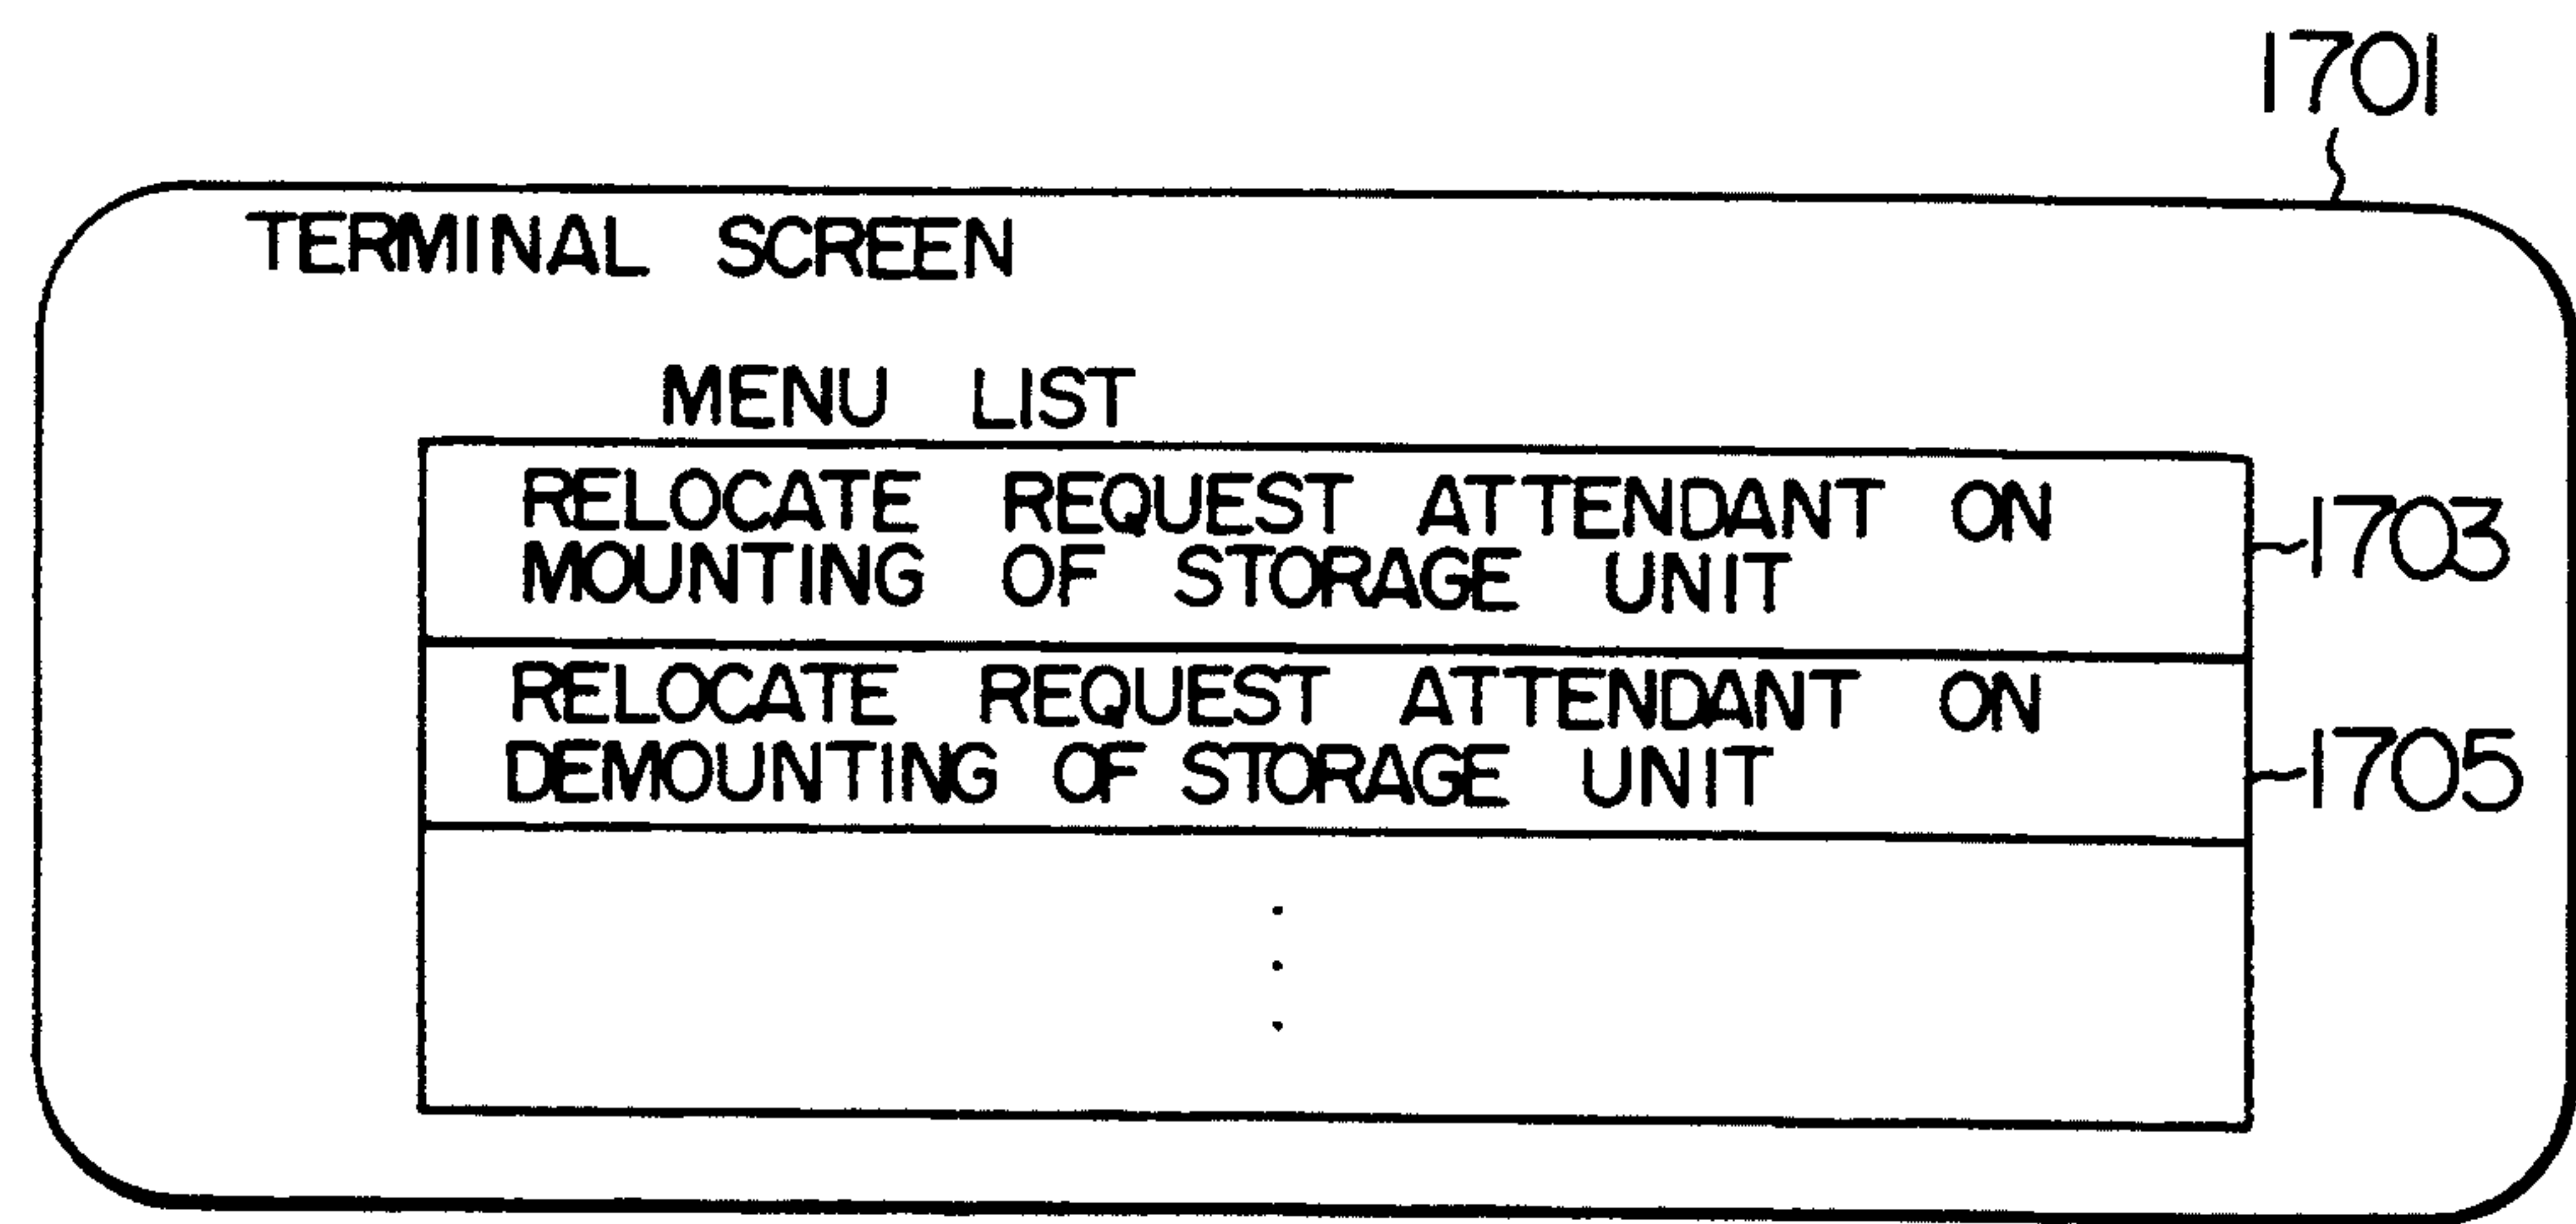 1701
TERMINAL SCREEN
MENU LIST
RELOCATE REQUEST ATTENDANT ON
MOUNTING OF STORAGE UNIT
1703
RELOCATE REQUEST ATTENDANT ON
DEMOUNTING OF STORAGE UNIT
1705